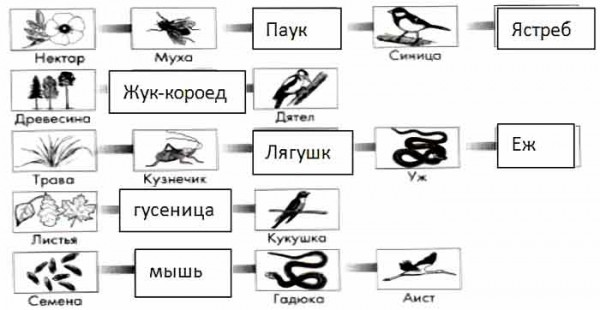 Нектар
Муха
Паук
Синица
Ястреб
Древесина
Жук-короед
Дятел
Трава
Кузнечик
Лягушк
Уж
Еж
Листья
гусеница
Кукушка
Семена
мышь
Гадюка
Аист